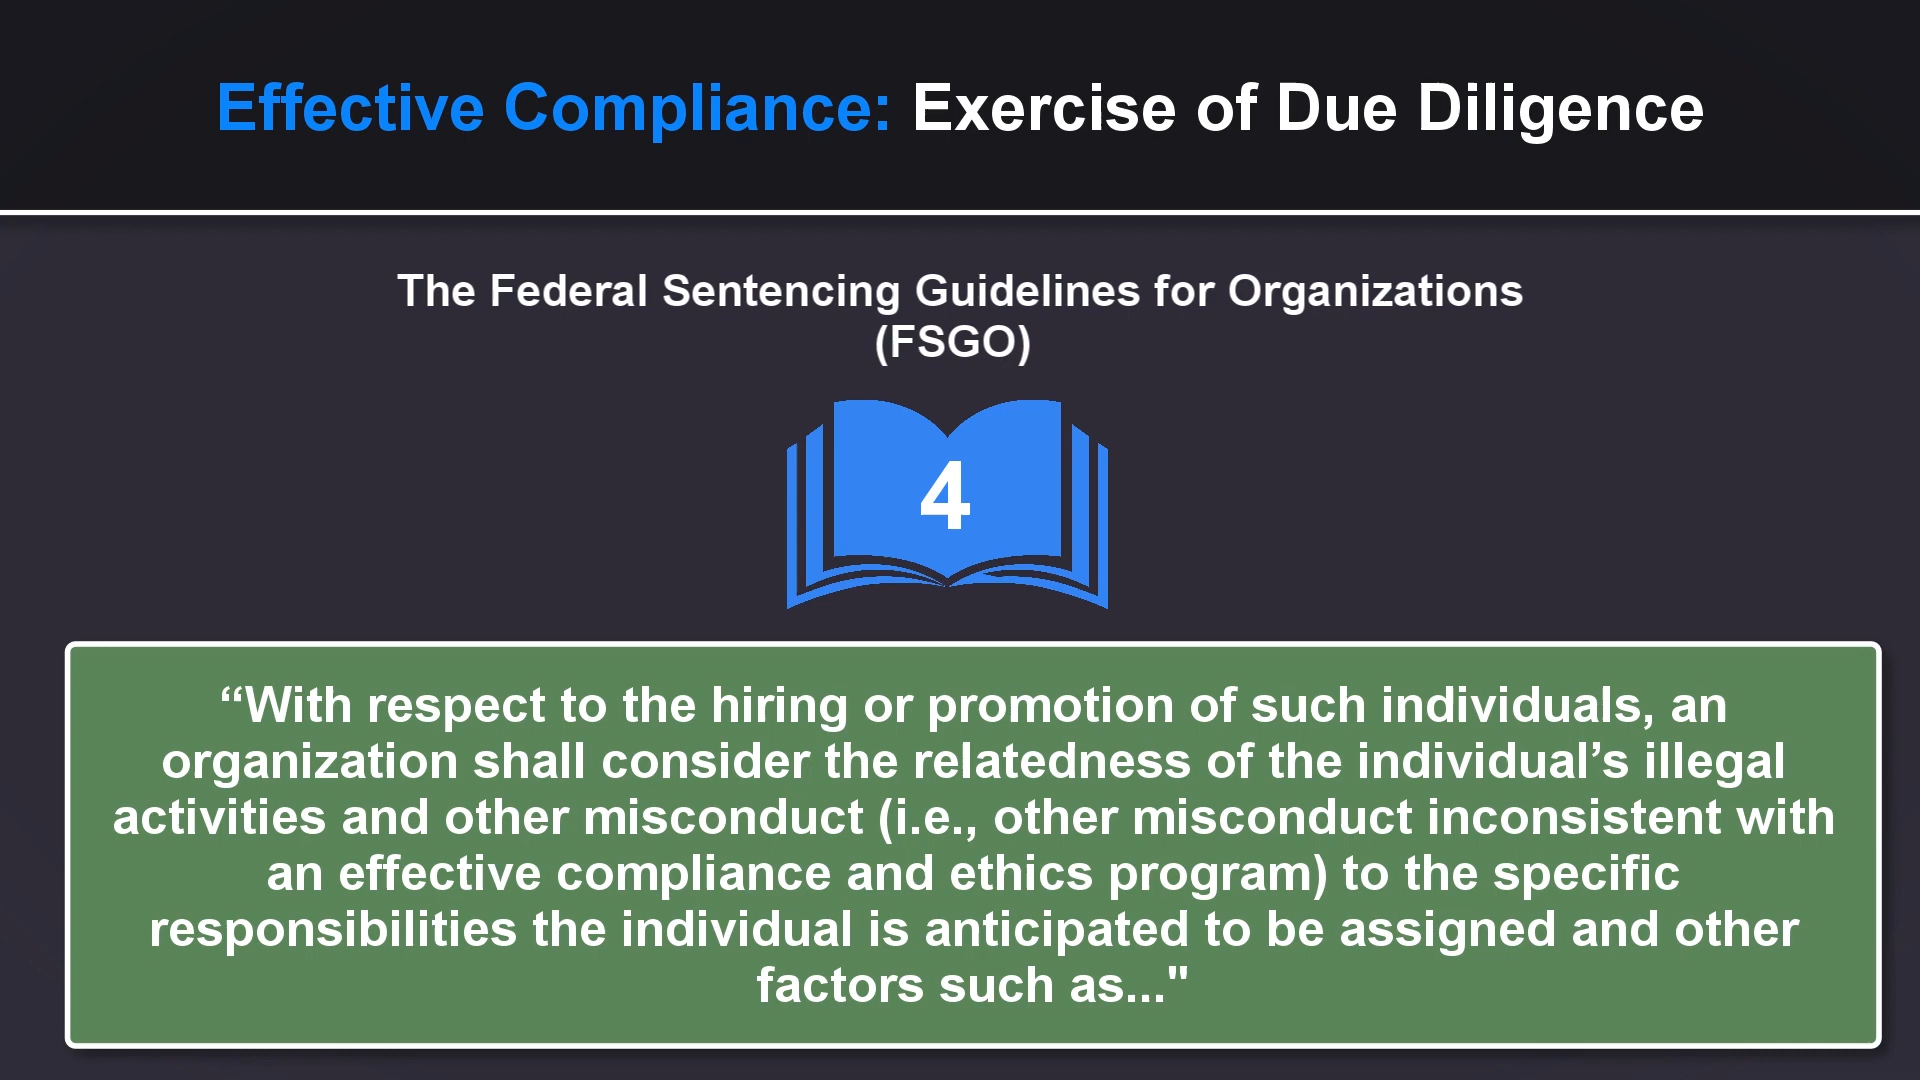 Effective Compliance: Exercise of Due Diligence
The Federal Sentencing Guidelines for Organizations
(FSGO)
4
“With respect to the hiring or promotion of such individuals, an
organization shall consider the relatedness of the individual’s illegal
activities and other misconduct (i.e., other misconduct inconsistent with
an effective compliance and ethics program) to the specific
responsibilities the individual is anticipated to be assigned and other
factors such as..."